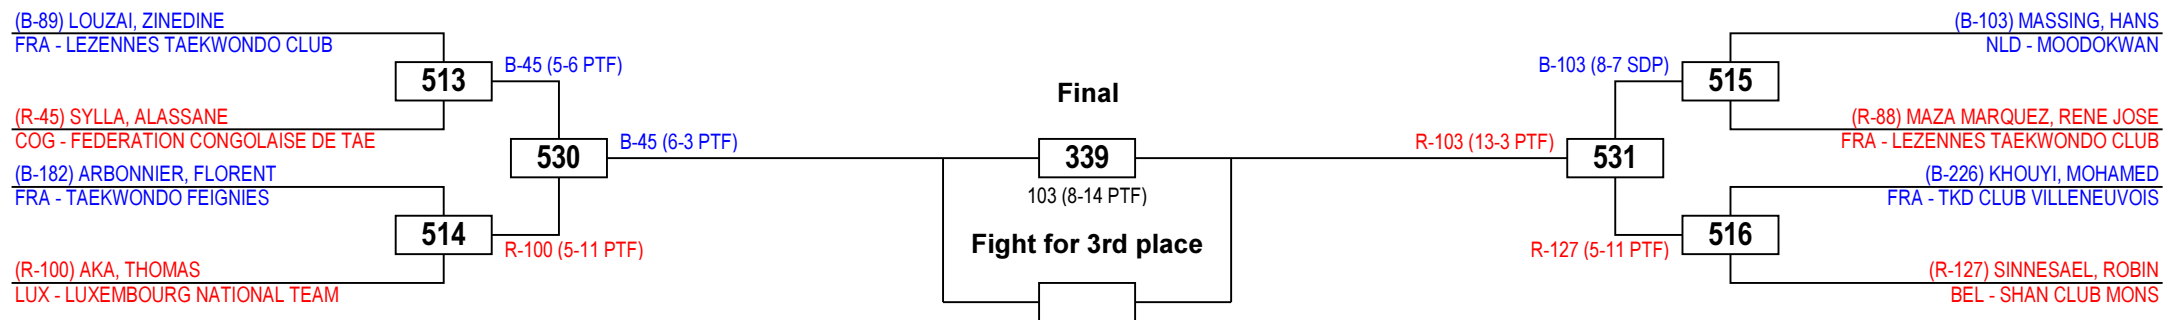 (B-89) LOUZAI, ZINEDINE
FRA - LEZENNES TAEKWONDO CLUB
513
B-45 (5-6 PTF)
(R-45) SYLLA, ALASSANE
COG - FEDERATION CONGOLAISE DE TAE
530
B-45 (6-3 PTF)
(B-182) ARBONNIER, FLORENT
FRA - TAEKWONDO FEIGNIES
514
R-100 (5-11 PTF)
(R-100) AKA, THOMAS
LUX - LUXEMBOURG NATIONAL TEAM
Final
339
103 (8-14 PTF)
Fight for 3rd place
(B-103) MASSING, HANS
NLD - MOODOKWAN
B-103 (8-7 SDP)
515
(R-88) MAZA MARQUEZ, RENE JOSE
FRA - LEZENNES TAEKWONDO CLUB
R-103 (13-3 PTF)
531
(B-226) KHOUYI, MOHAMED
FRA - TKD CLUB VILLENEUVOIS
R-127 (5-11 PTF)
516
(R-127) SINNESAEL, ROBIN
BEL - SHAN CLUB MONS